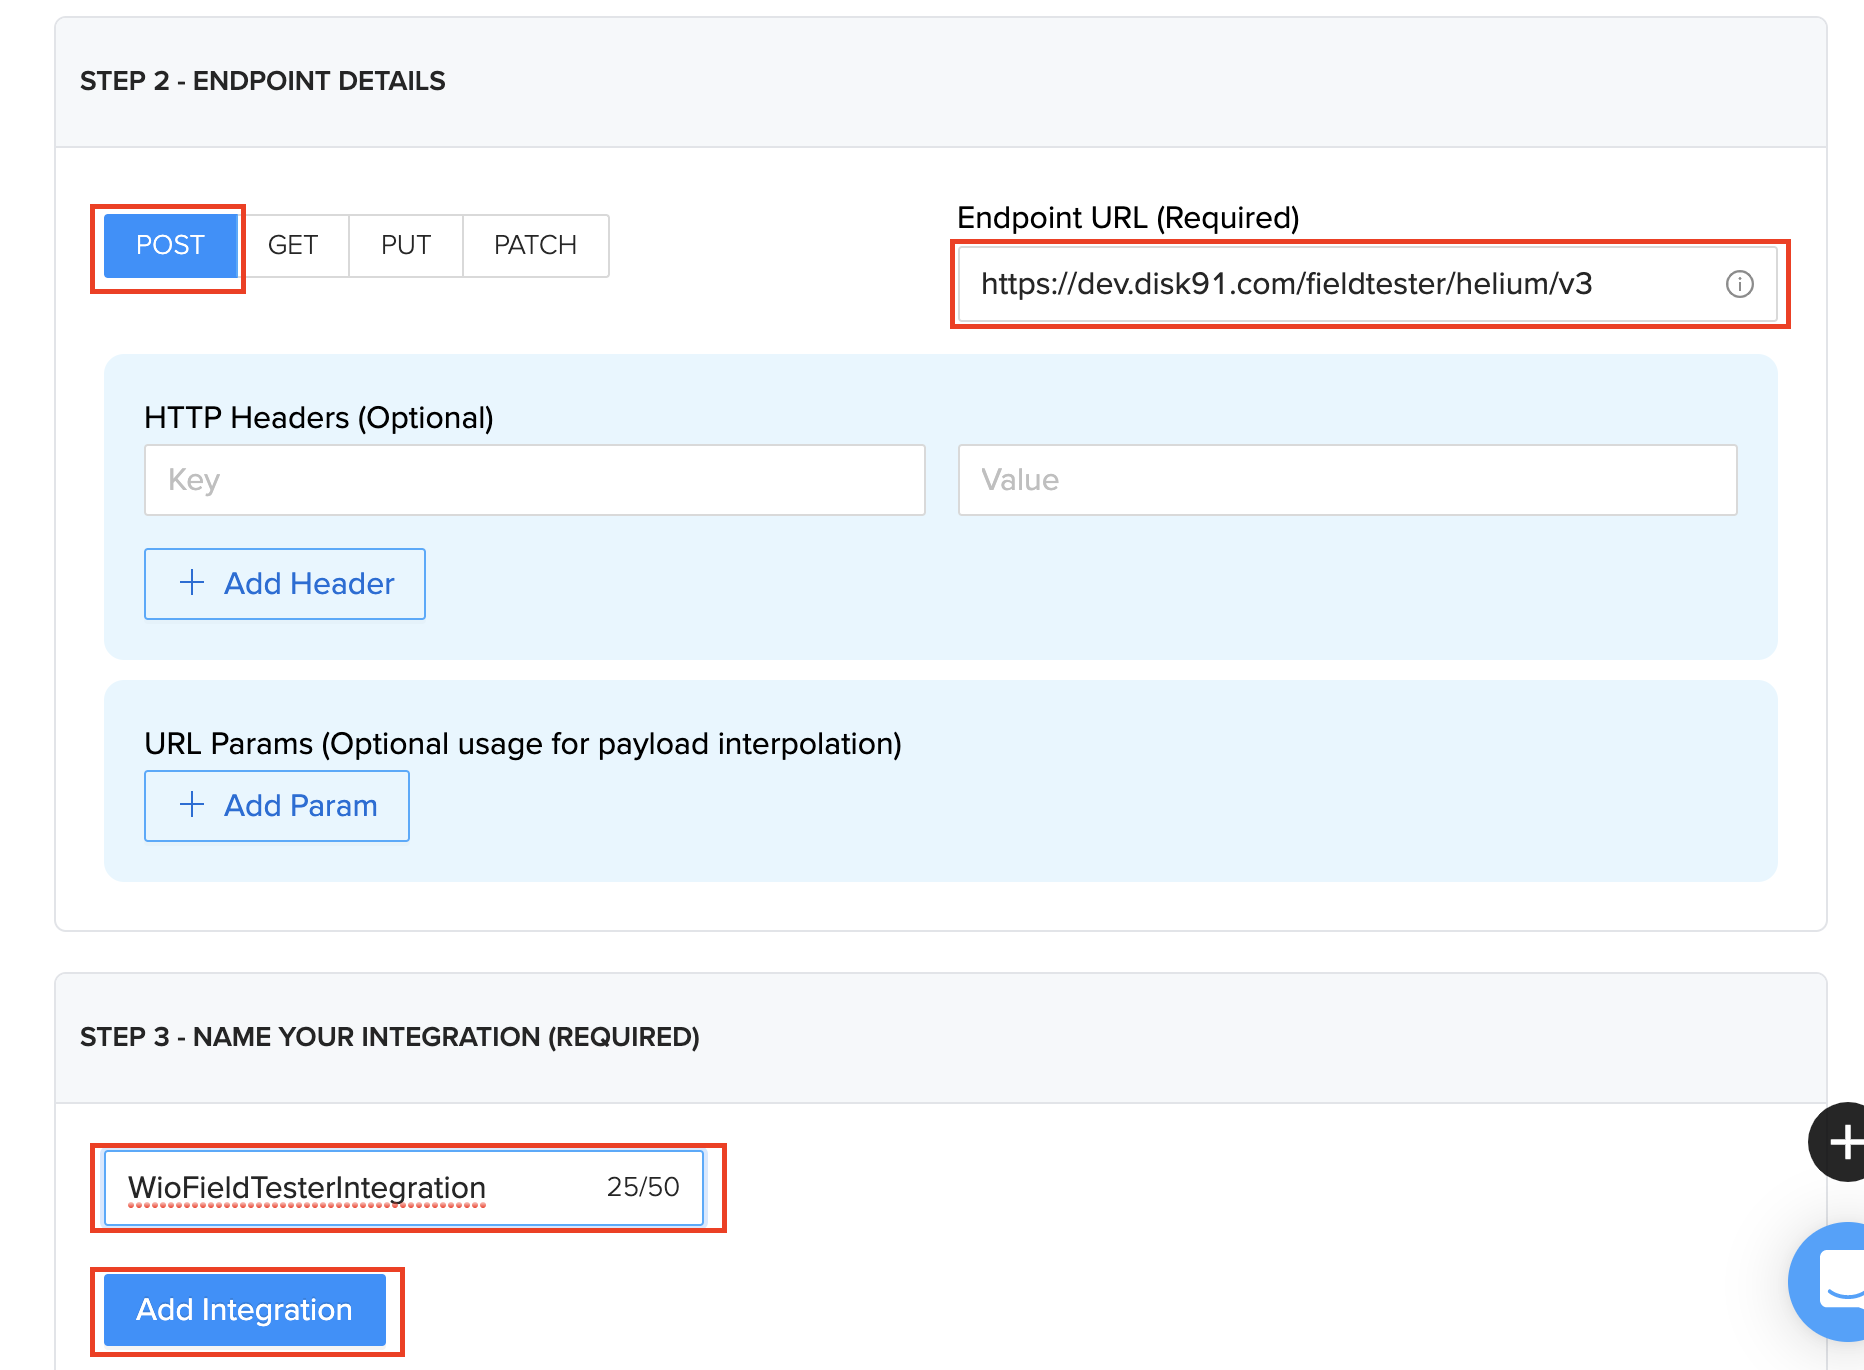 STEP 2 - ENDPOINT DETAILS
POST GET PUT PATCH
Endpoint URL (Required)
https://dev.disk91.com/fieldtester/helium/v3
HTTP Headers (Optional)
Key Value
Add Header
URL Params (Optional usage for payload interpolation)
Add Param
STEP 3 - NAME YOUR INTEGRATION (REQUIRED)
WioFieldTesterIntegration 25/50
Add Integration